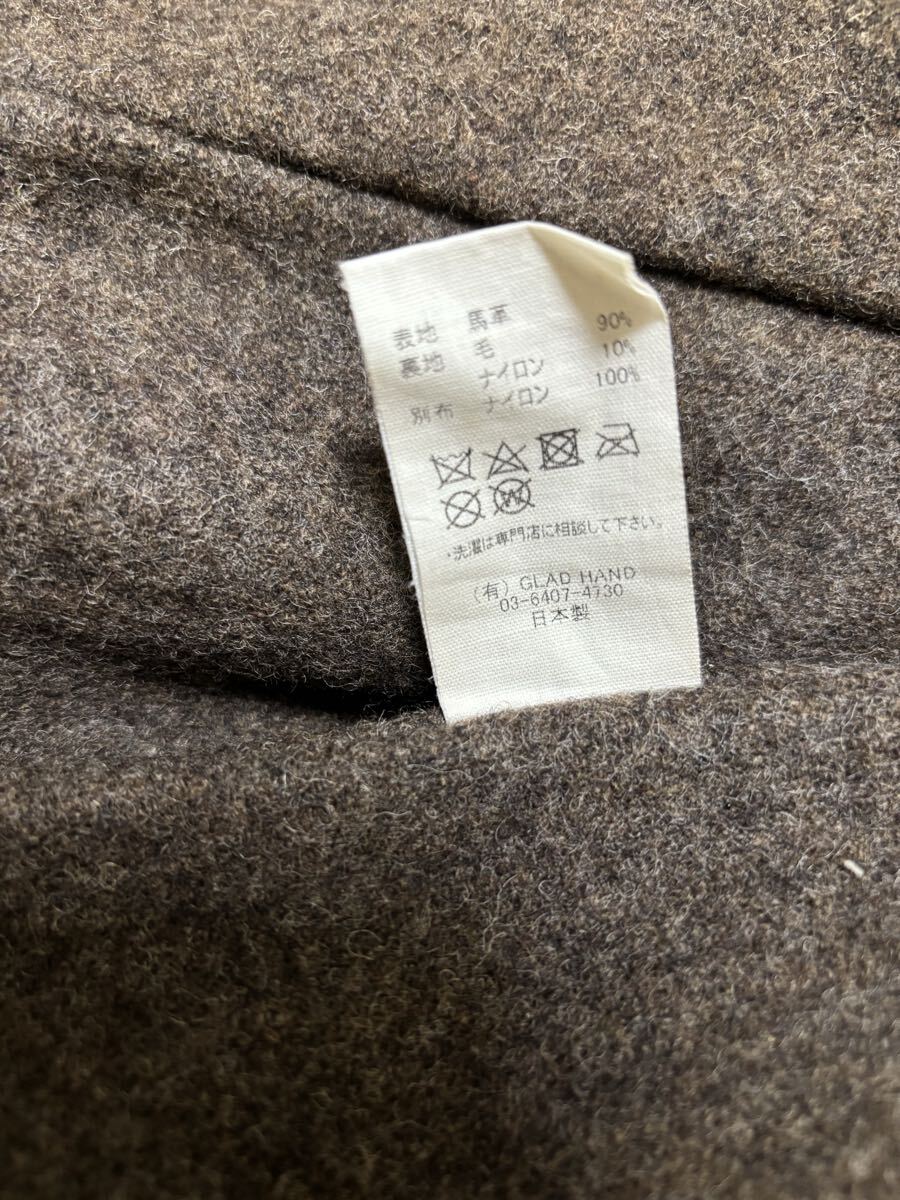 表地 馬革
裏地 毛 90%
ナイロン 10%
別布 ナイロン 100%
・洗濯は専門店に相談して下さい。
(有) GLAD HAND
03-6407-4730
日本製